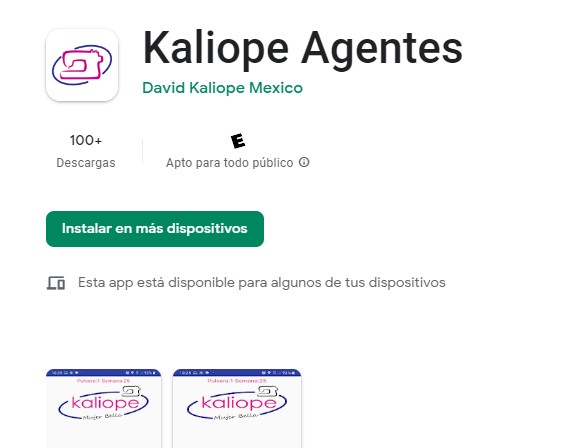 Kaliope Agentes
David Kaliope Mexico
100+
Descargas
E
Apto para todo público
Instalar en más dispositivos
Esta app está disponible para algunos de tus dispositivos
Pulsera:1 Semana:25
kaliope
Mujer Bella
Pulsera:1 Semana:25
kaliope
Mujer Bella